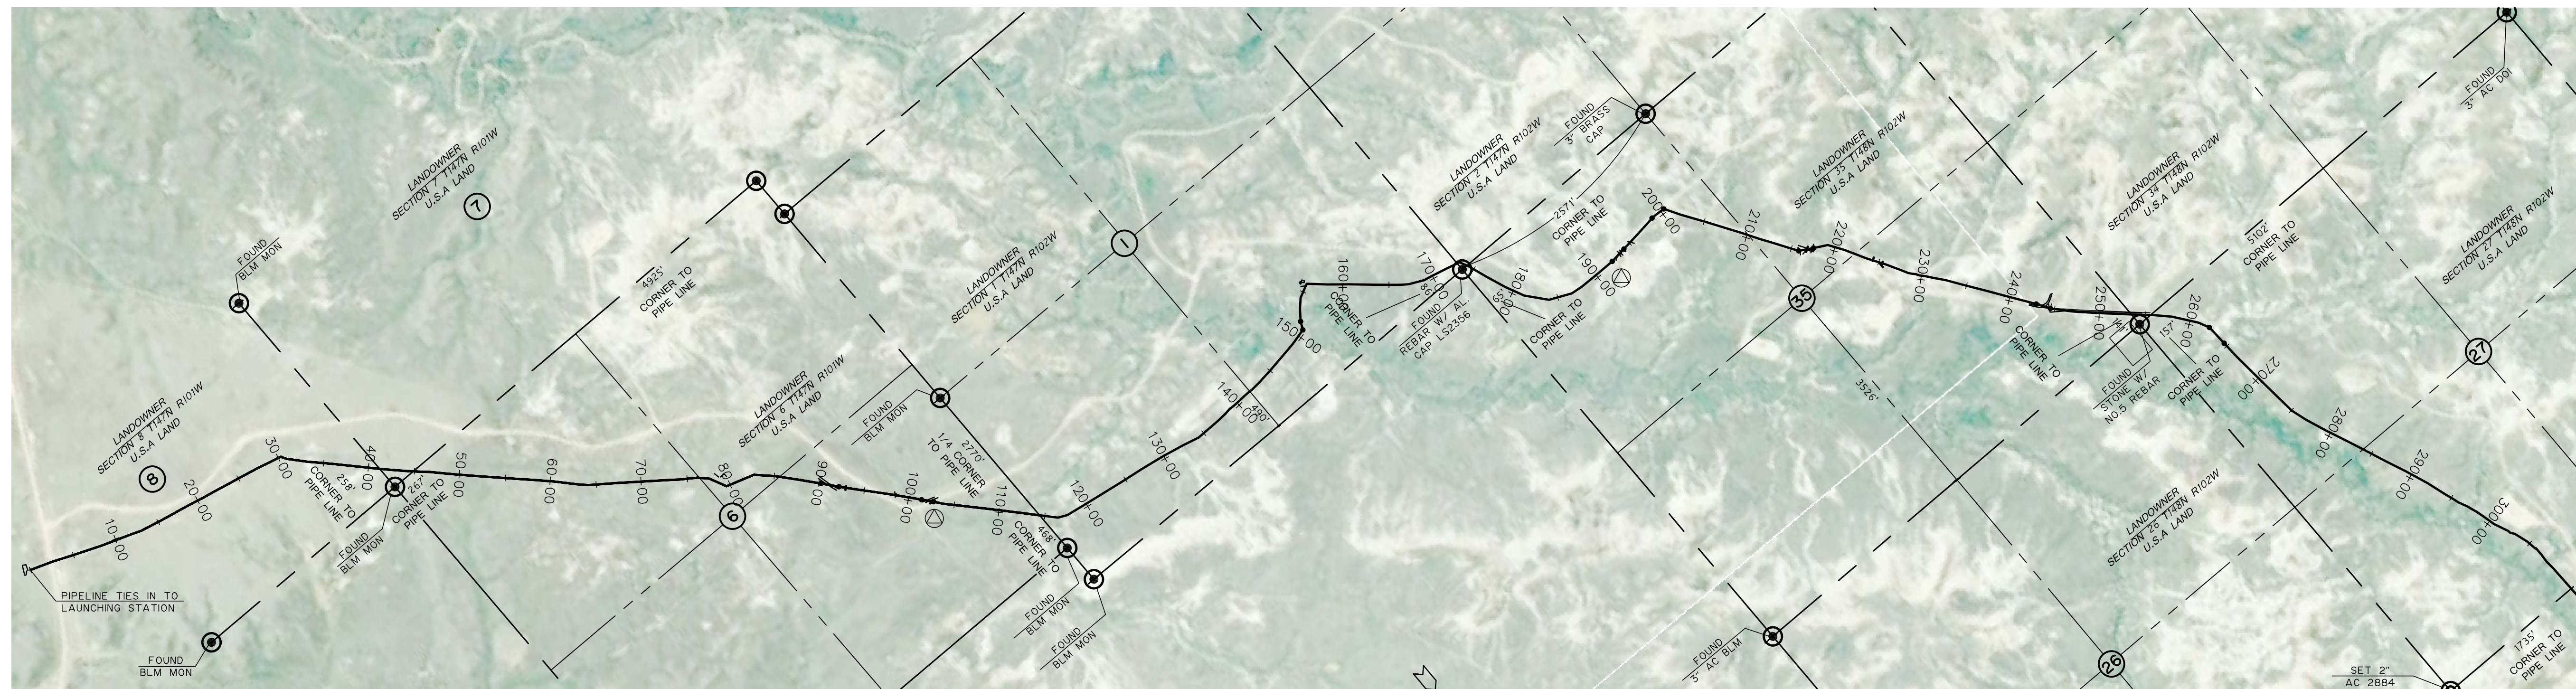 LANDOWNER
SECTION 8 T147N R101W
U.S.A LAND
8
PIPELINE TIES IN TO
LAUNCHING STATION
FOUND
BLM MON
10+00
20+00
30+00
FOUND
BLM MON
LANDOWNER
SECTION 7 T147N R101W
U.S.A LAND
7
258'
CORNER TO
PIPE LINE
40+00
267'
CORNER TO
PIPE LINE
FOUND
BLM MON
50+00
60+00
70+00
80+00
4925'
CORNER TO
PIPE LINE
LANDOWNER
SECTION 6 T147N R101W
U.S.A LAND
6
90+00
100+00
110+00
FOUND
BLM MON
2770'
1/4 CORNER
TO PIPE LINE
LANDOWNER
SECTION 1 T147N R102W
U.S.A LAND
1
468'
CORNER TO
PIPE LINE
FOUND
BLM MON
FOUND
BLM MON
120+00
130+00
140+00
490'
150+00
160+00
170+00
86'
CORNER TO
PIPE LINE
FOUND AL.
REBAR W/
CAP LS2356
65'
CORNER TO
PIPE LINE
180+00
190+00
200+00
LANDOWNER
SECTION 2 T147N R102W
U.S.A LAND
FOUND
3" BRASS
CAP
2571'
CORNER TO
PIPE LINE
210+00
220+00
230+00
240+00
250+00
260+00
LANDOWNER
SECTION 35 T148N R102W
U.S.A LAND
35
3526'
FOUND
3" AC BLM
LANDOWNER
SECTION 34 T148N R102W
U.S.A LAND
CORNER TO
PIPE LINE
FOUND
STONE W/
NO.5 REBAR
157'
CORNER TO
PIPE LINE
5102'
CORNER TO
PIPE LINE
270+00
280+00
290+00
300+00
LANDOWNER
SECTION 26 T148N R102W
U.S.A LAND
26
LANDOWNER
SECTION 27 T148N R102W
U.S.A LAND
27
FOUND
3" AC DOI
SET 2"
AC 2884
1735'
CORNER TO
PIPE LINE